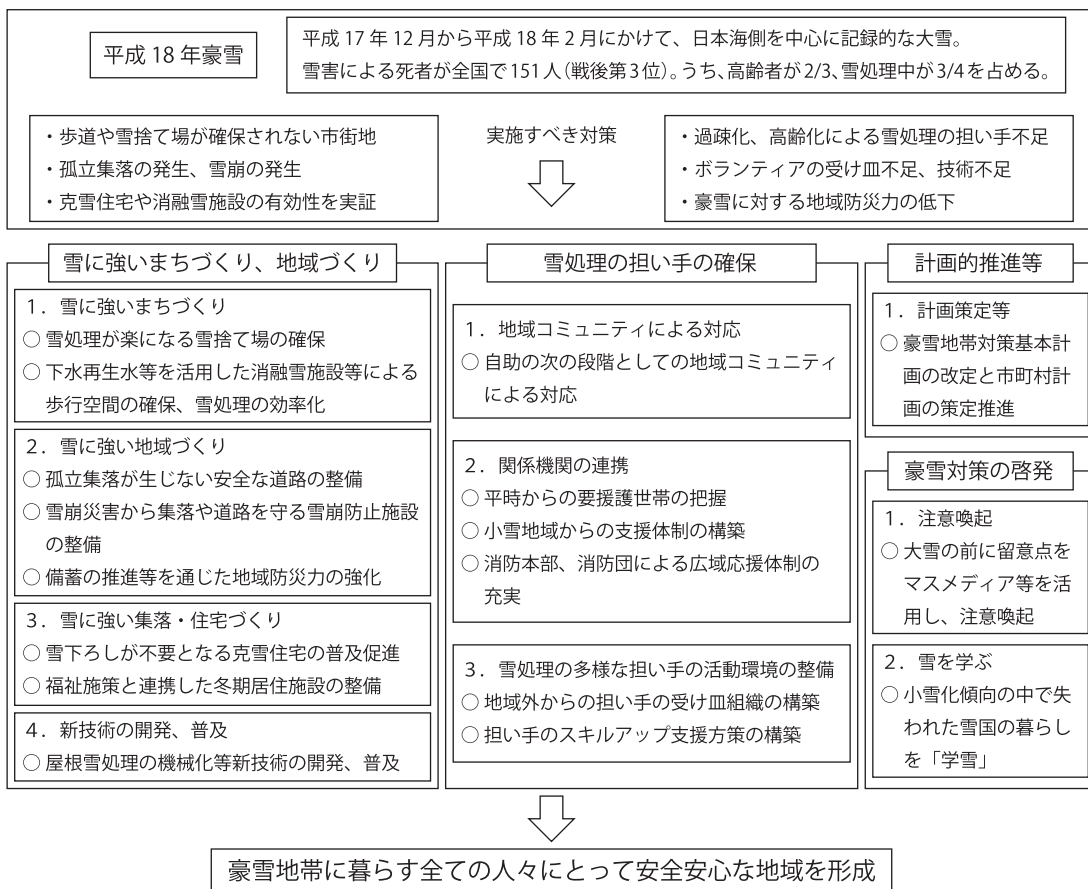 平成 18 年豪雪
平成 17 年 12 月から平成 18 年 2 月にかけて、日本海側を中心に記録的な大雪。
雪害による死者が全国で 151 人（戦後第 3 位）。うち、高齢者が 2/3、雪処理中が 3/4 を占める。
・歩道や雪捨て場が確保されない市街地
・孤立集落の発生、雪崩の発生
・克雪住宅や消融雪施設の有効性を実証
実施すべき対策
・過疎化、高齢化による雪処理の担い手不足
・ボランティアの受け皿不足、技術不足
・豪雪に対する地域防災力の低下
雪に強いまちづくり、地域づくり
1．雪に強いまちづくり
○ 雪処理が楽になる雪捨て場の確保
○ 下水再生水等を活用した消融雪施設等による
歩行空間の確保、雪処理の効率化
2．雪に強い地域づくり
○ 孤立集落が生じない安全な道路の整備
○ 雪崩災害から集落や道路を守る雪崩防止施設
の整備
○ 備蓄の推進等を通じた地域防災力の強化
3．雪に強い集落・住宅づくり
○ 雪下ろしが不要となる克雪住宅の普及促進
○ 福祉施策と連携した冬期居住施設の整備
4．新技術の開発、普及
○ 屋根雪処理の機械化等新技術の開発、普及
雪処理の担い手の確保
1．地域コミュニティによる対応
○ 自助の次の段階としての地域コミュニティ
による対応
2．関係機関の連携
○ 平時からの要援護世帯の把握
○ 小雪地域からの支援体制の構築
○ 消防本部、消防団による広域応援体制の
充実
3．雪処理の多様な担い手の活動環境の整備
○ 地域外からの担い手の受け皿組織の構築
○ 担い手のスキルアップ支援方策の構築
計画的推進等
1．計画策定等
○ 豪雪地帯対策基本計
画の改定と市町村計
画の策定推進
豪雪対策の啓発
1．注意喚起
○ 大雪の前に留意点を
マスメディア等を活
用し、注意喚起
2．雪を学ぶ
○ 小雪化傾向の中で失
われた雪国の暮らし
を「学雪」
豪雪地帯に暮らす全ての人々にとって安全安心な地域を形成